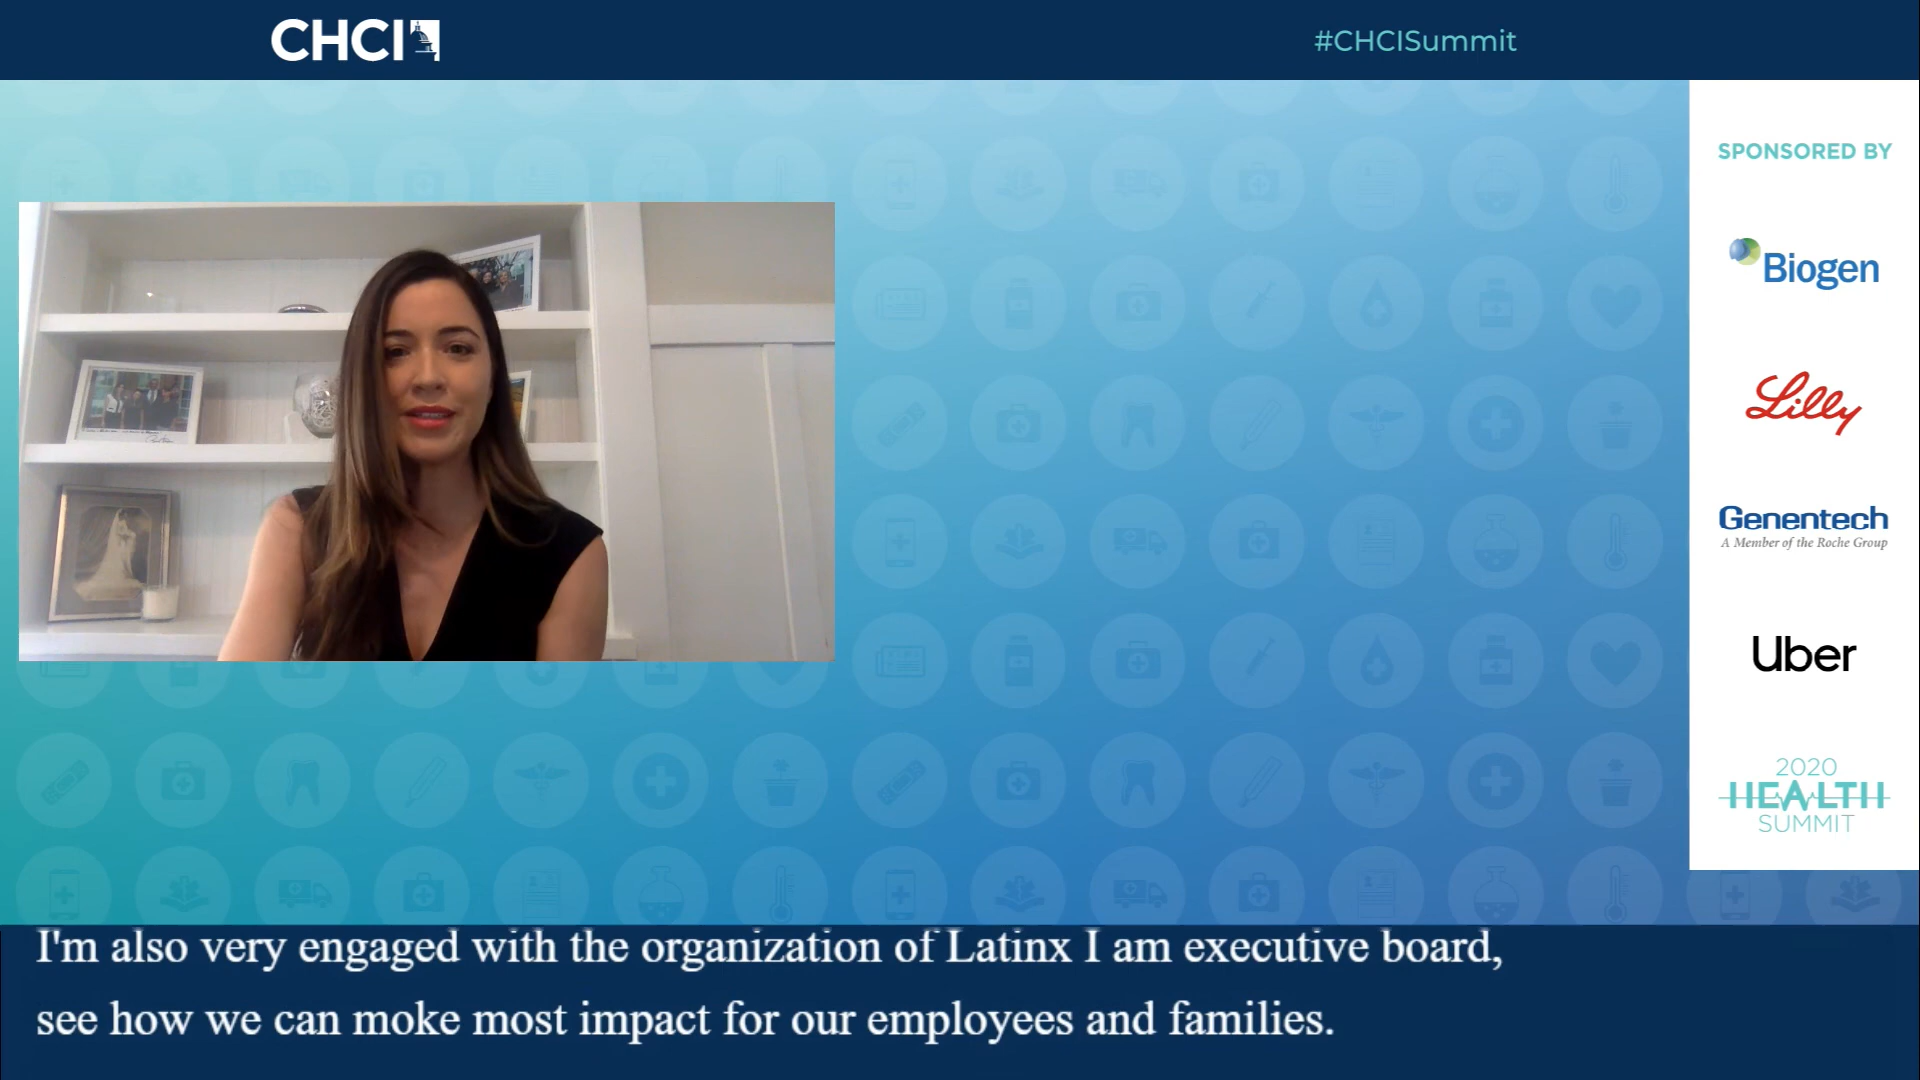 CHCI
#CHCISummit
SPONSORED BY
Biogen
Lilly
Genentech
A Member of the Roche Group
Uber
2020
HEALTH
SUMMIT
I'm also very engaged with the organization of Latinx I am executive board,
see how we can moke most impact for our employees and families.